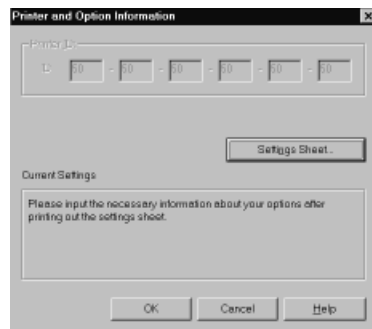 Printer and Option Information
Printer ID
ID: 50 - 50 - 50 - 50 - 50 - 50
Settings Sheet...
Current Settings
Please input the necessary information about your options after
printing out the settings sheet.
OK Cancel Help